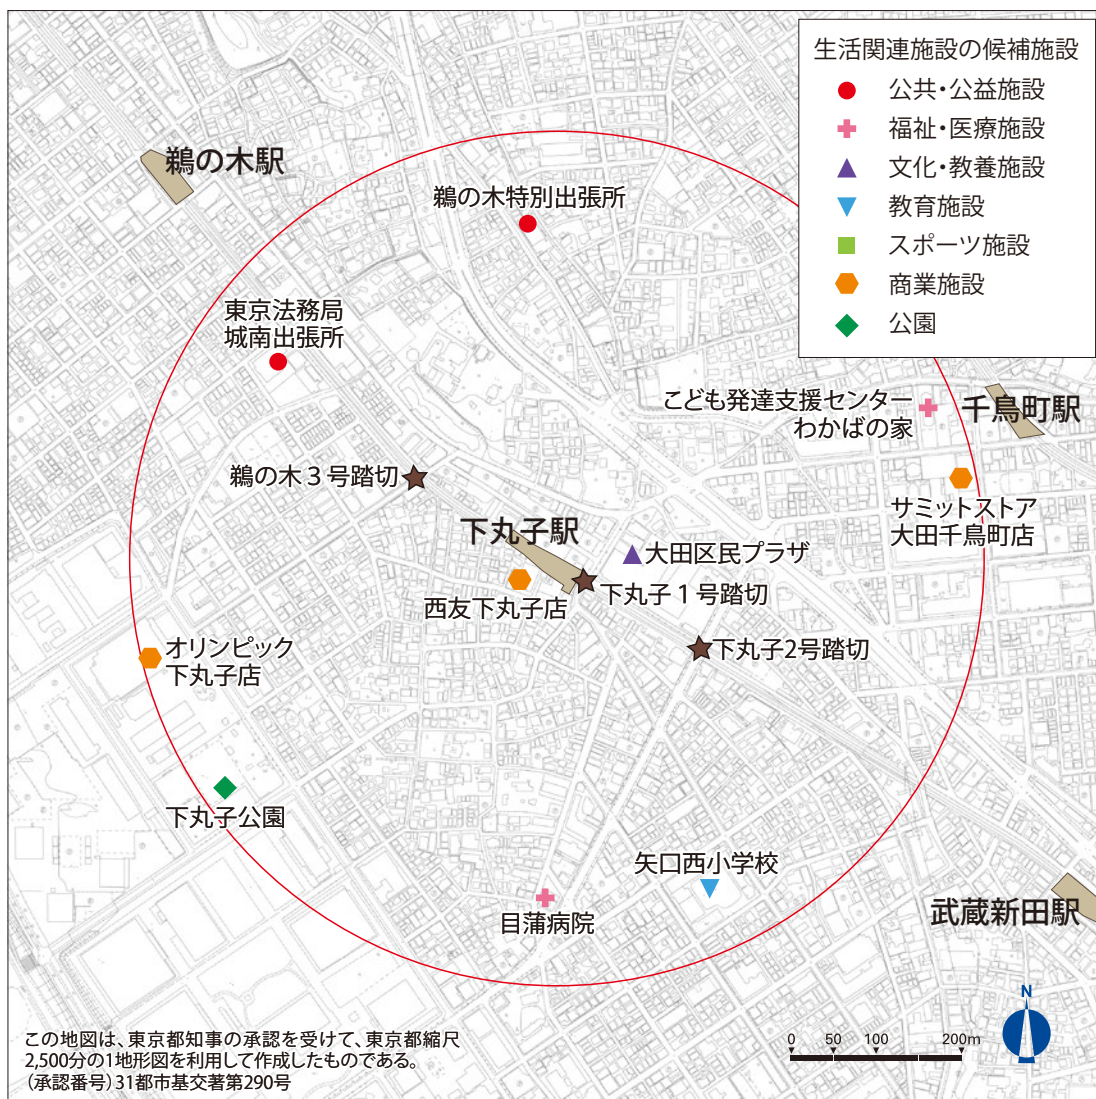 生活関連施設の候補施設
公共・公益施設
福祉・医療施設
文化・教養施設
教育施設
スポーツ施設
商業施設
公園
鵜の木駅
鵜の木特別出張所
東京法務局
城南出張所
こども発達支援センター
わかばの家
千鳥町駅
鵜の木3号踏切
サミットストア
大田千鳥町店
下丸子駅
大田区民プラザ
下丸子1号踏切
西友下丸子店
オリンピック
下丸子店
下丸子2号踏切
下丸子公園
矢口西小学校
目蒲病院
武蔵新田駅
この地図は、東京都知事の承認を受けて、東京都縮尺
2,500分の1地形図を利用して作成したものである。
（承認番号）31都市基交著第290号
0 50 100 200m
N